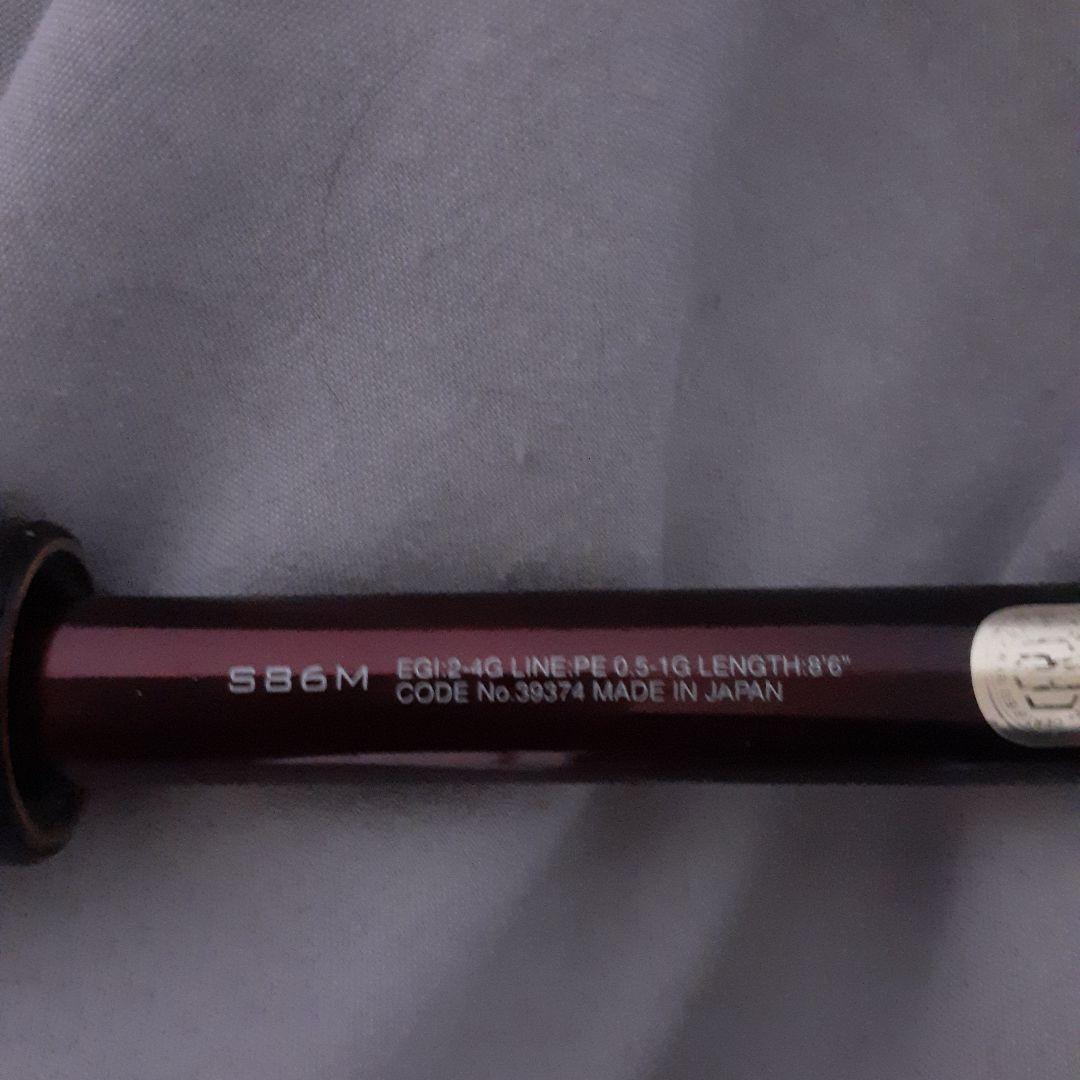 S86M
EGI:2-4G LINE:PE 0.5-1G LENGTH:8'6"
CODE No.39374 MADE IN JAPAN